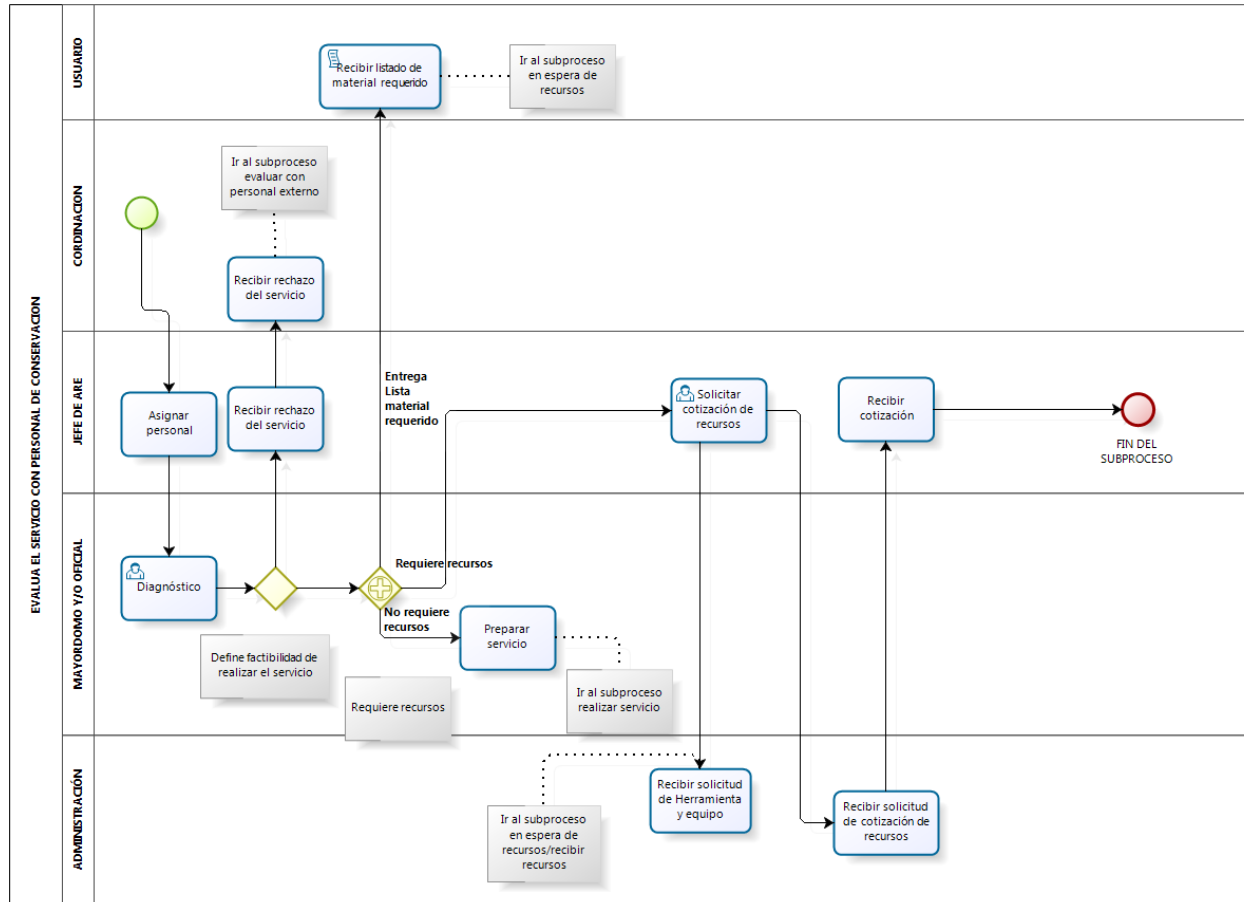 EVALUA EL SERVICIO CON PERSONAL DE CONSERVACION
USUARIO
Recibir listado de
material requerido
Ir al subproceso
en espera de
recursos
CORDINACION
Ir al subproceso
evaluar con
personal externo
Recibir rechazo
del servicio
JEFE DE ARE
Asignar
personal
Recibir rechazo
del servicio
Entrega
Lista
material
requerido
Solicitar
cotización de
recursos
Recibir
cotización
FIN DEL
SUBPROCESO
MAYORDOMO Y/O OFICIAL
Diagnóstico
Define factibilidad de
realizar el servicio
Requiere recursos
No requiere
recursos
Requiere recursos
Preparar
servicio
Ir al subproceso
realizar servicio
ADMINISTRACIÓN
Ir al subproceso
en espera de
recursos/recibir
recursos
Recibir solicitud
de Herramienta
y equipo
Recibir solicitud
de cotización de
recursos